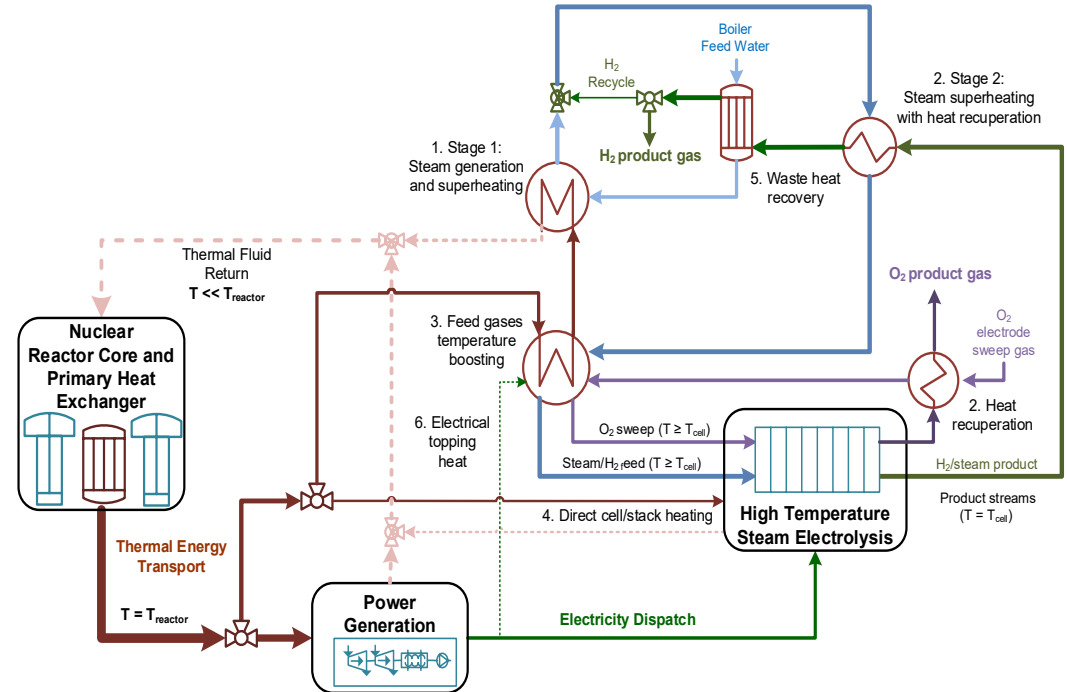 Boiler
Feed Water
H2
Recycle
2. Stage 2:
Steam superheating
with heat recuperation
1. Stage 1:
Steam generation
and superheating
H2 product gas
5. Waste heat
recovery
Thermal Fluid
Return
T << Treactor
O2 product gas
O2
electrode
sweep gas
Nuclear
Reactor Core and
Primary Heat
Exchanger
3. Feed gases
temperature
boosting
2. Heat
recuperation
6. Electrical
topping
heat
O2 sweep (T ≥ Tcell)
Steam/H2 feed (T ≥ Tcell)
H2/steam product
Product streams
(T = Tcell)
4. Direct cell/stack heating
High Temperature
Steam Electrolysis
Thermal Energy
Transport
T = Treactor
Power
Generation
Electricity Dispatch